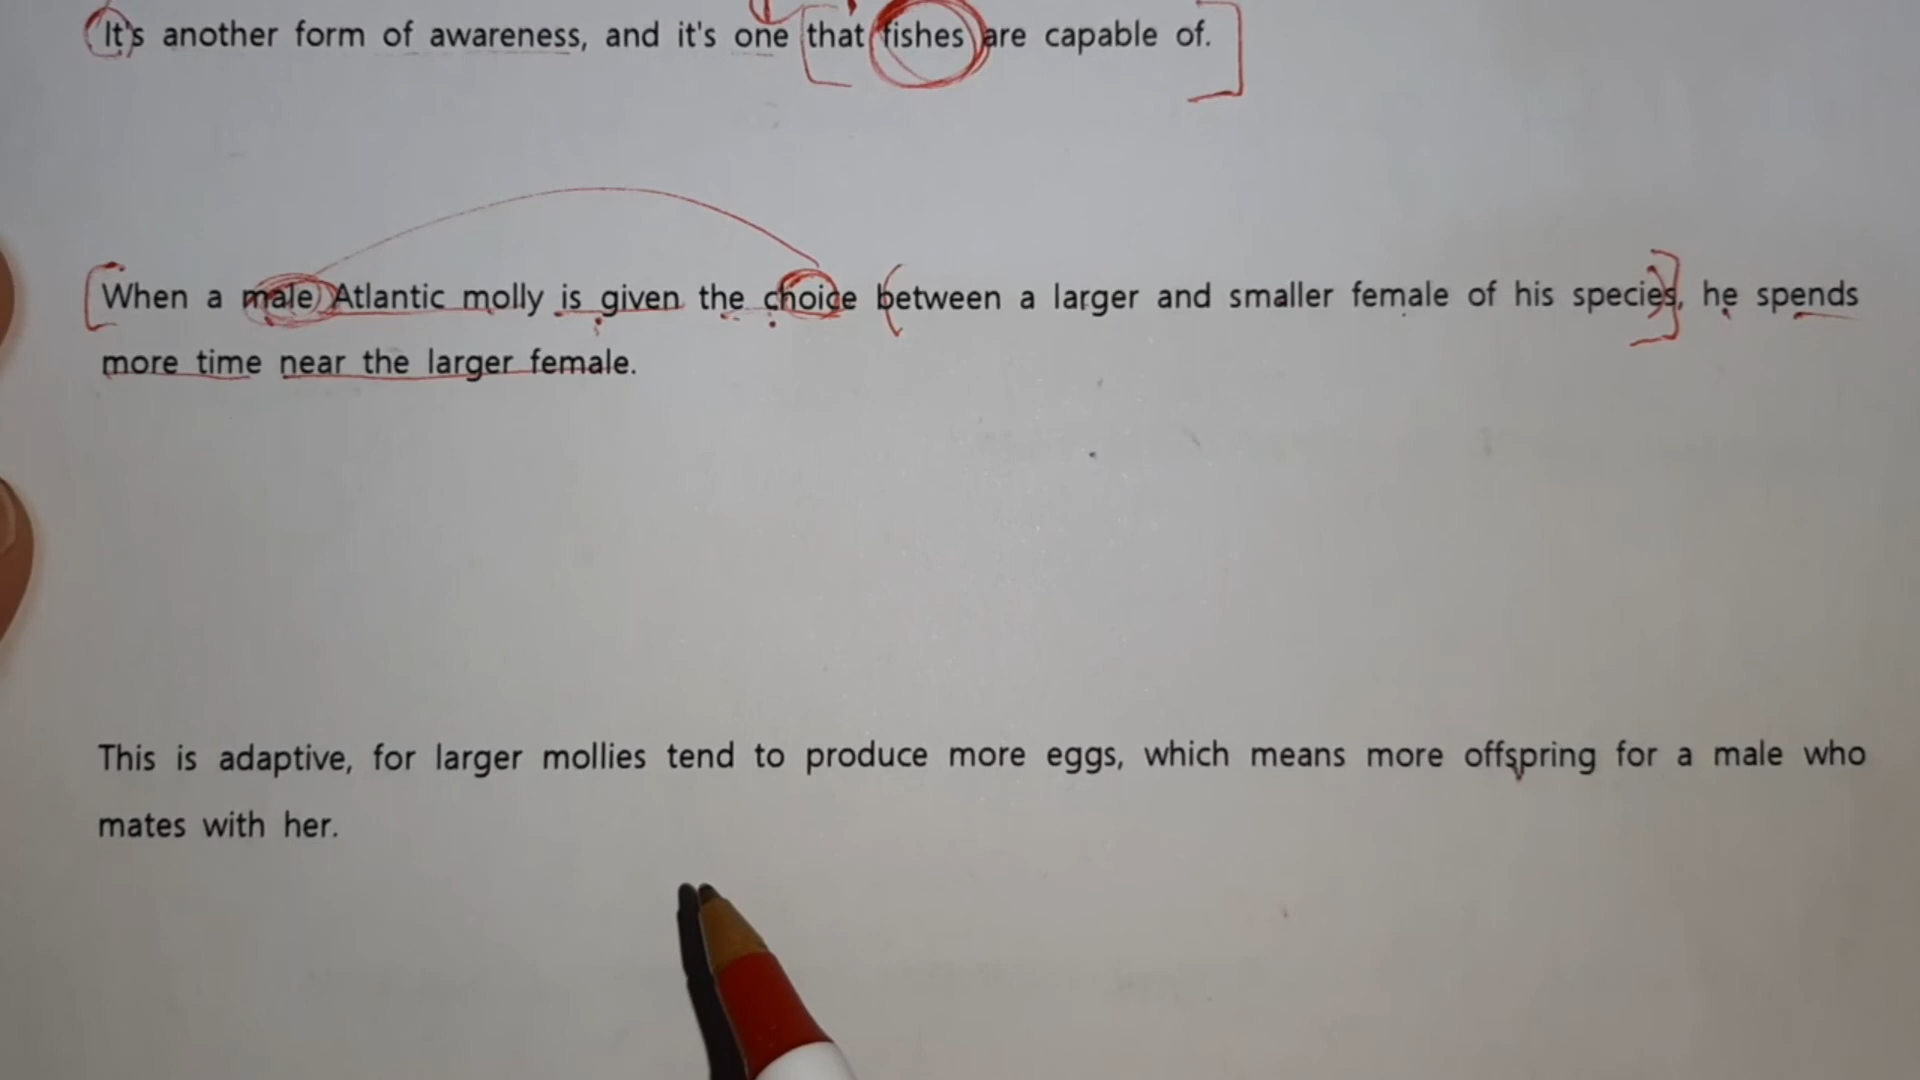 It's another form of awareness, and it's one that fishes are capable of.
When a male Atlantic molly is given the choice between a larger and smaller female of his species, he spends
more time near the larger female.
This is adaptive, for larger mollies tend to produce more eggs, which means more offspring for a male who
mates with her.